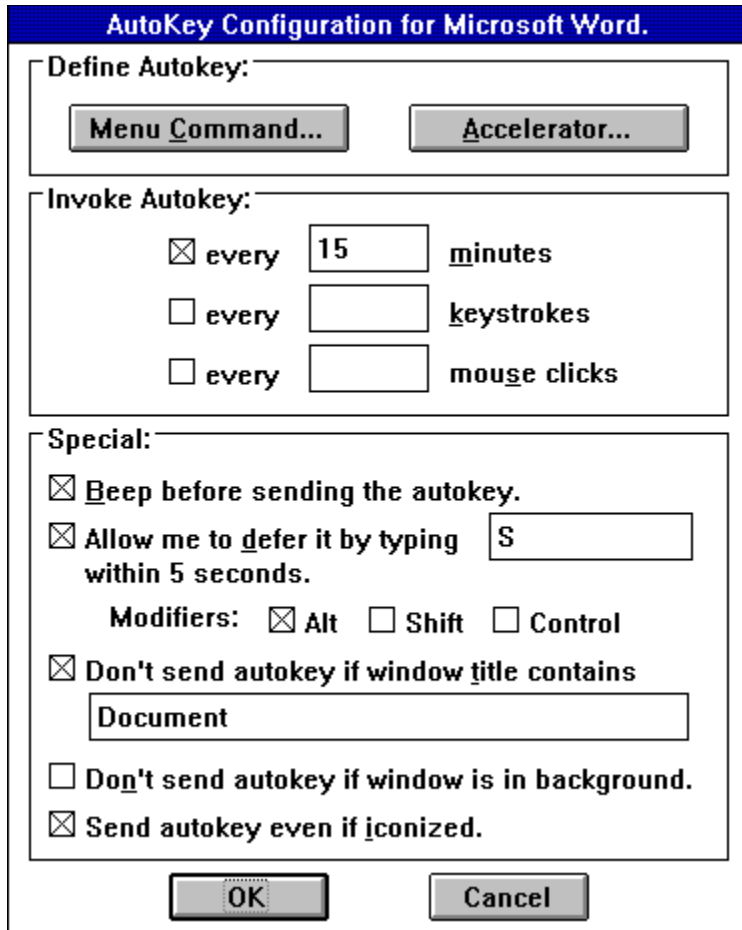 AutoKey Configuration for Microsoft Word.
Define Autokey:
Menu Command... Accelerator...
Invoke Autokey:
every 15 minutes
every keystrokes
every mouse clicks
Special:
Beep before sending the autokey.
Allow me to defer it by typing S
within 5 seconds.
Modifiers: Alt Shift Control
Don't send autokey if window title contains
Document
Don't send autokey if window is in background.
Send autokey even if iconized.
OK Cancel